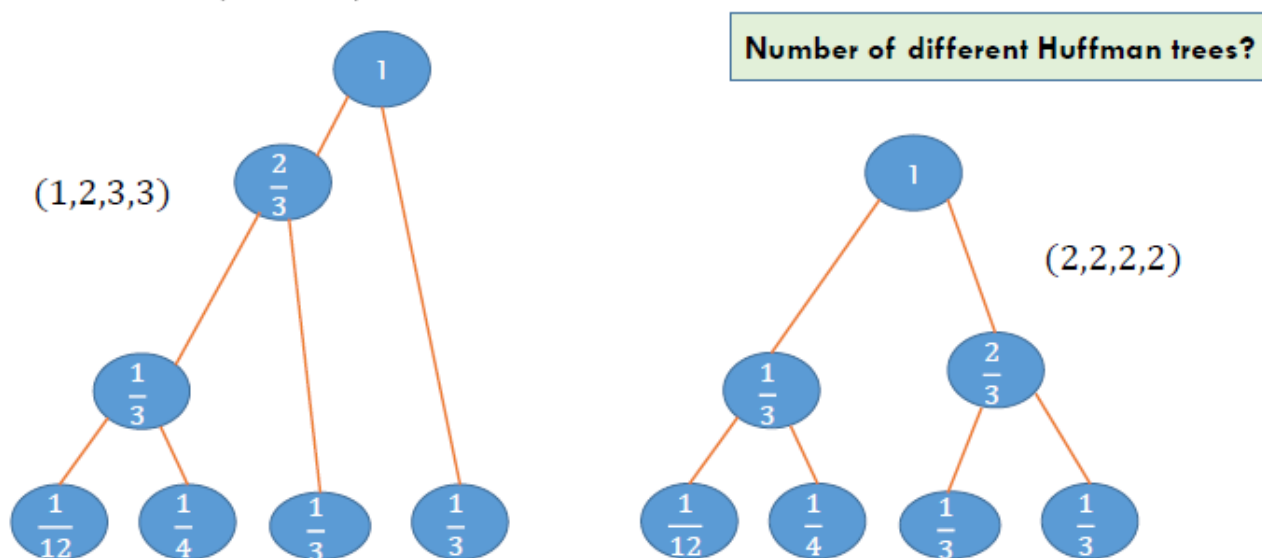 Number of different Huffman trees?
1
2/3
(1,2,3,3)
1
(2,2,2,2)
1/3
1/3
2/3
1/12 1/4 1/3 1/3
1/12 1/4 1/3 1/3